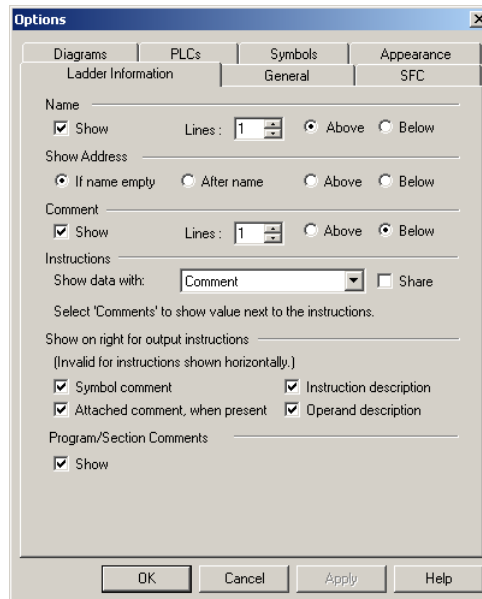 Options
Diagrams PLCs Symbols Appearance
Ladder Information General SFC
Name
Show Lines : 1 Above Below
Show Address
If name empty After name Above Below
Comment
Show Lines : 1 Above Below
Instructions
Show data with: Comment Share
Select 'Comments' to show value next to the instructions.
Show on right for output instructions
(Invalid for instructions shown horizontally.)
Symbol comment Instruction description
Attached comment, when present Operand description
Program/Section Comments
Show
OK Cancel Apply Help